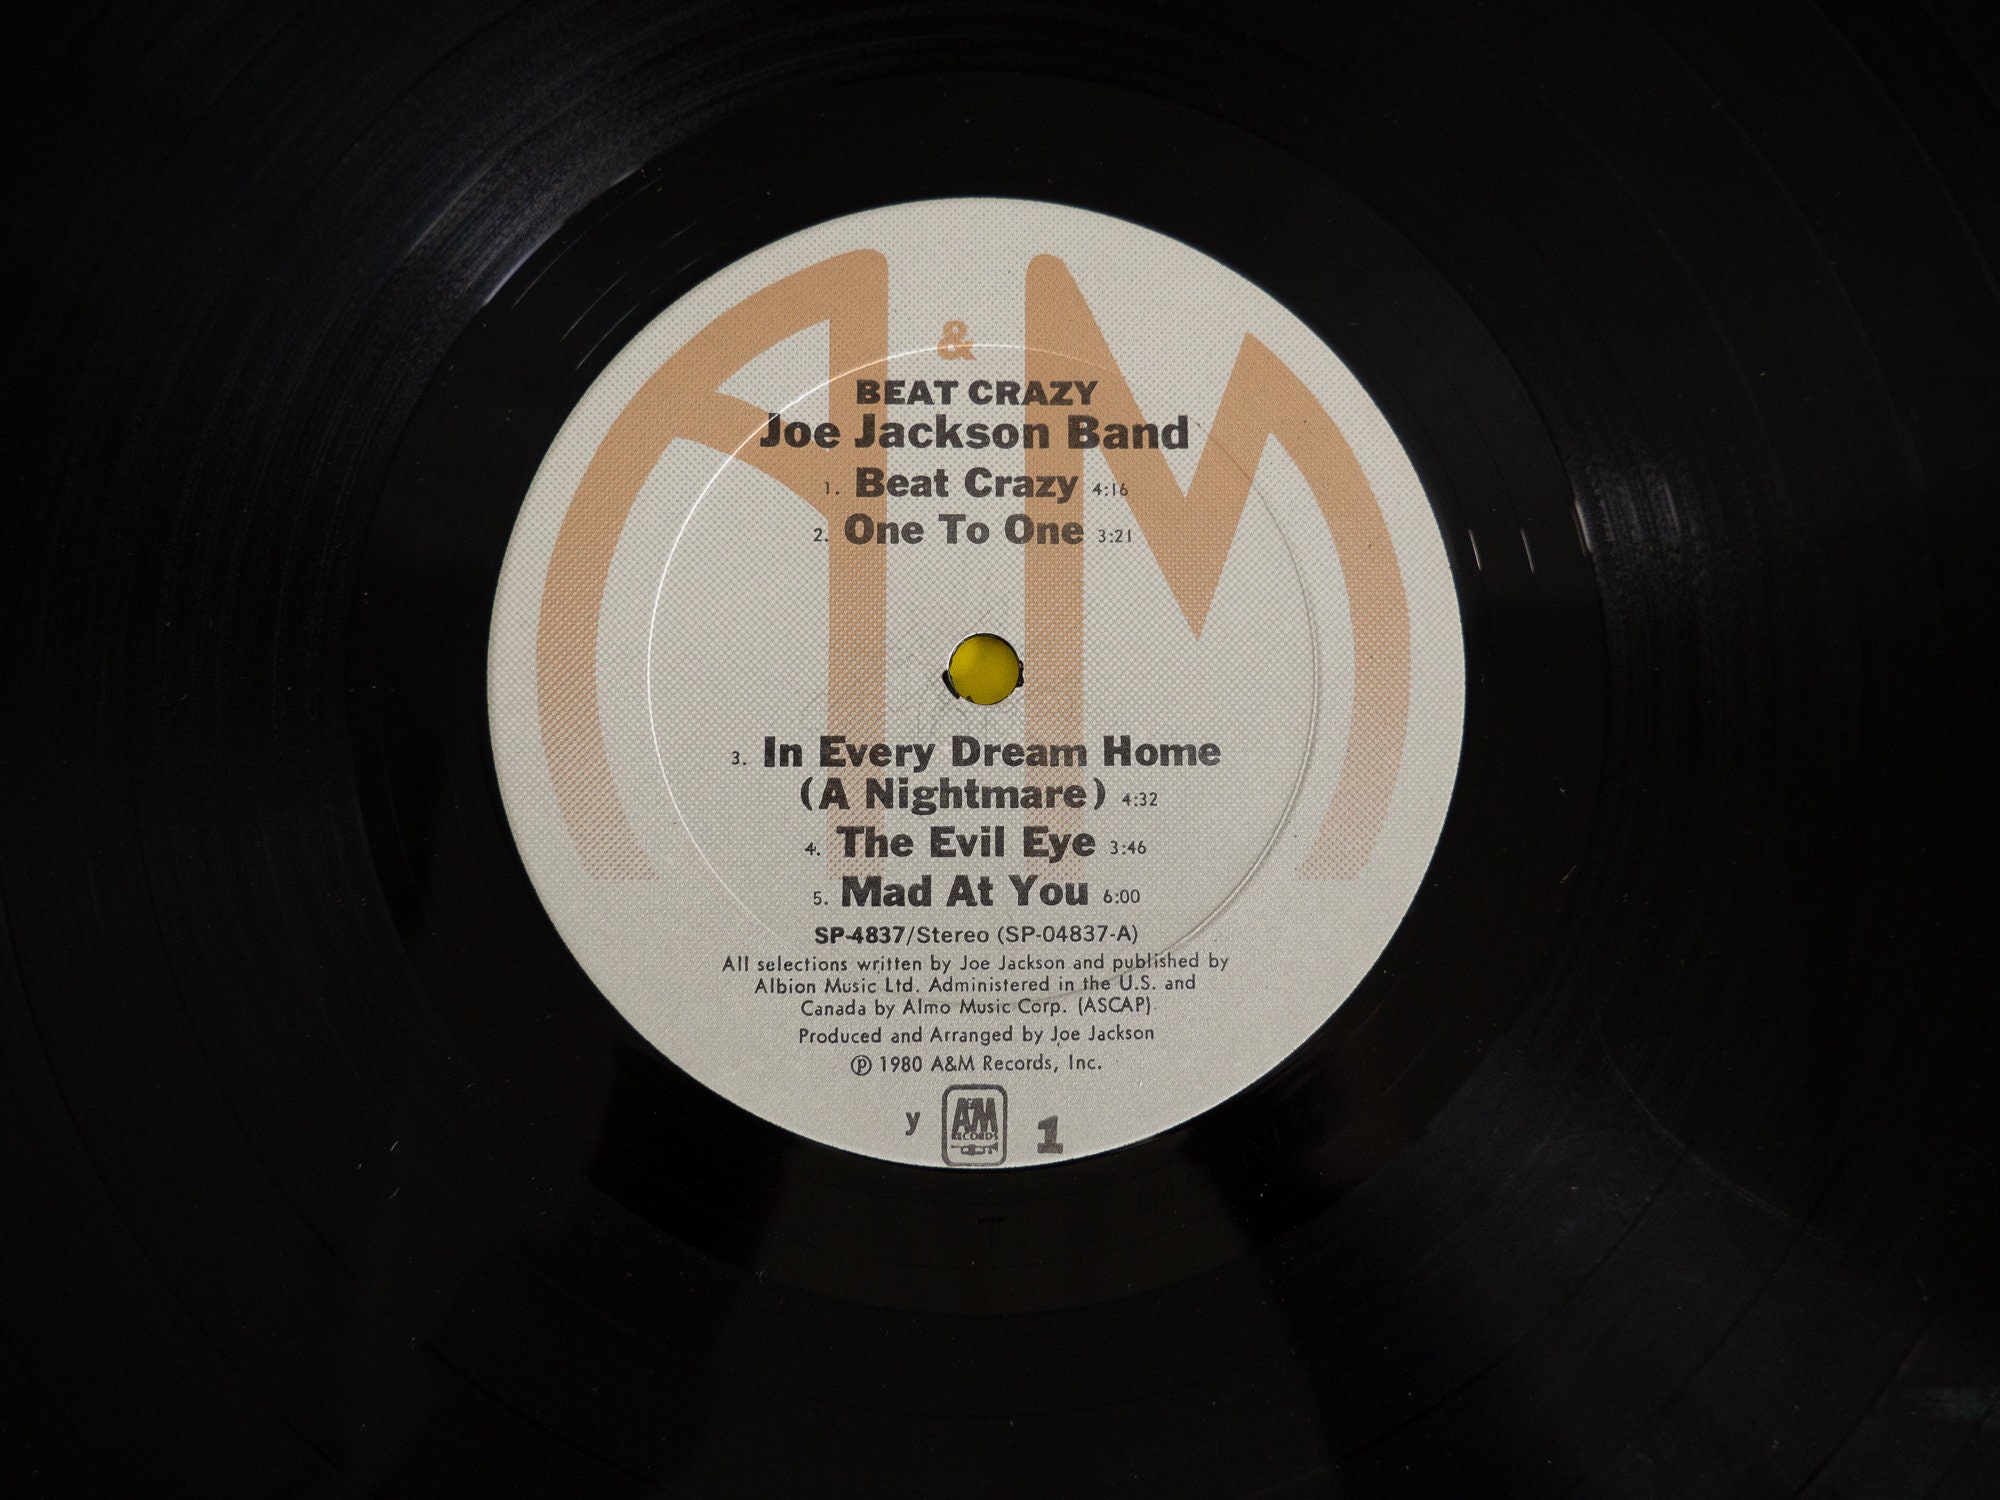 A & M
BEAT CRAZY
Joe Jackson Band
1. Beat Crazy 4:16
2. One To One 3:21
3. In Every Dream Home
(A Nightmare) 4:32
4. The Evil Eye 3:46
5. Mad At You 6:00
SP-4837/Stereo (SP-04837-A)
All selections written by Joe Jackson and published by
Albion Music Ltd. Administered in the U.S. and
Canada by Almo Music Corp. (ASCAP)
Produced and Arranged by Joe Jackson
℗ 1980 A&M Records, Inc.
y A&M RECORDS 1